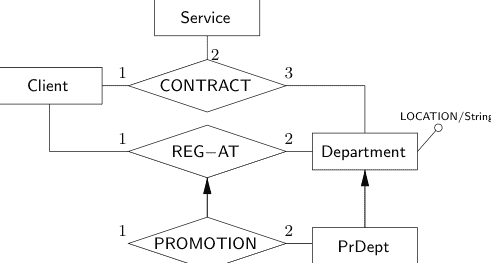 Service
2
1
3
Client
CONTRACT
LOCATION/String
1
2
REG–AT
Department
1
2
PROMOTION
PrDept